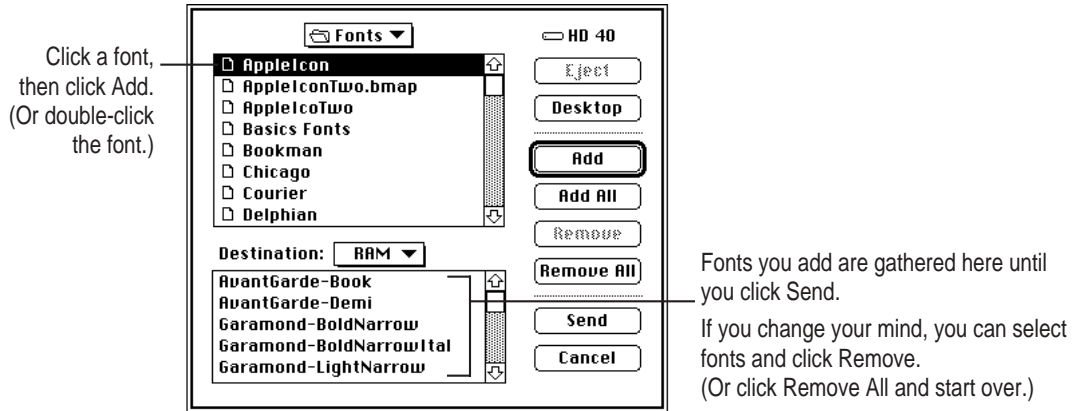 Click a font,
then click Add.
(Or double-click
the font.)
Fonts
AppleIcon
AppleIconTwo.bmap
AppleIcoTwo
Basics Fonts
Bookman
Chicago
Courier
Delphian
Destination: RAM
AvantGarde-Book
AvantGarde-Demi
Garamond-BoldNarrow
Garamond-BoldNarrowItal
Garamond-LightNarrow
HD 40
Eject
Desktop
Add
Add All
Remove
Remove All
Send
Cancel
Fonts you add are gathered here until
you click Send.
If you change your mind, you can select
fonts and click Remove.
(Or click Remove All and start over.)